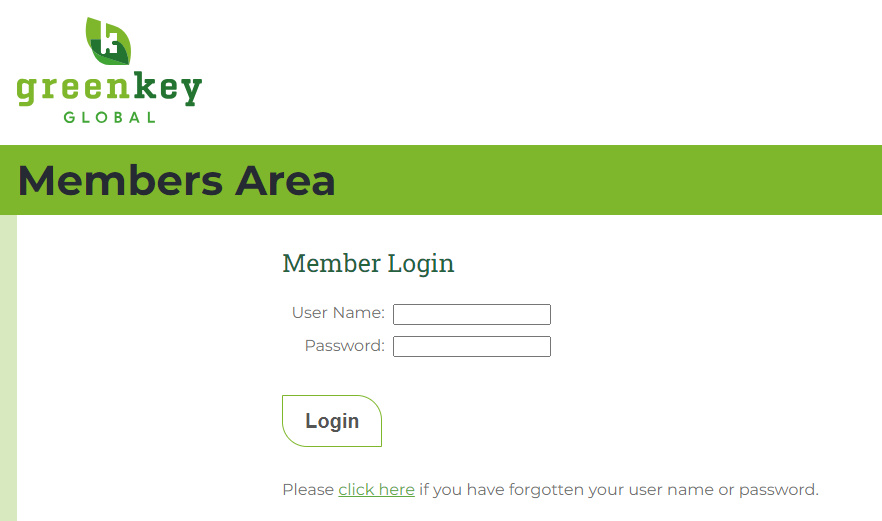 greenkey
GLOBAL
Members Area
Member Login
User Name:
Password:
Login
Please click here if you have forgotten your user name or password.